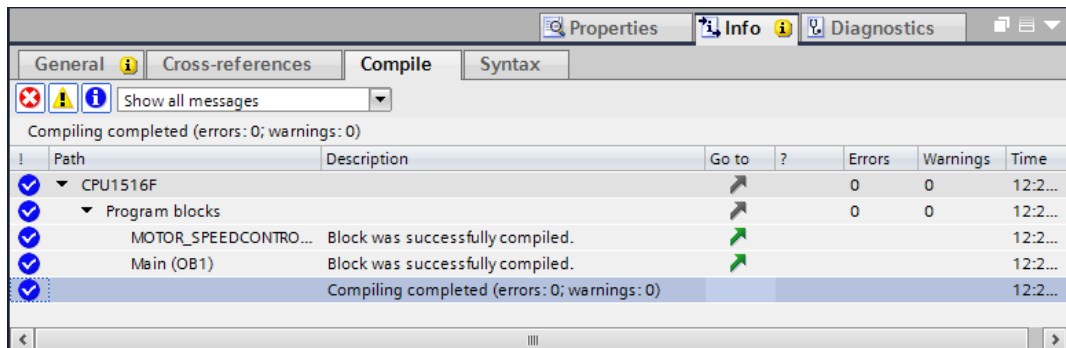 Properties Info Diagnostics
General Cross-references Compile Syntax
Show all messages
Compiling completed (errors: 0; warnings: 0)
! Path Description Go to ? Errors Warnings Time
CPU1516F 0 0 12:2...
Program blocks 0 0 12:2...
MOTOR_SPEEDCONTRO... Block was successfully compiled. 12:2...
Main (OB1) Block was successfully compiled. 12:2...
Compiling completed (errors: 0; warnings: 0) 12:2...